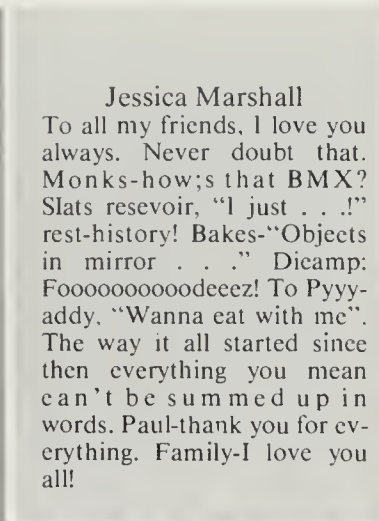 Jessica Marshall
To all my friends, I love you
always. Never doubt that.
Monks-how;s that BMX?
Slats resevoir, “I just . . .!”
rest-history! Bakes-“Objects
in mirror . . .” Dicamp:
Foooooooooodeeez! To Pyyy-
addy, “Wanna eat with me”.
The way it all started since
then everything you mean
can’t be summed up in
words. Paul-thank you for ev-
erything. Family-I love you
all!